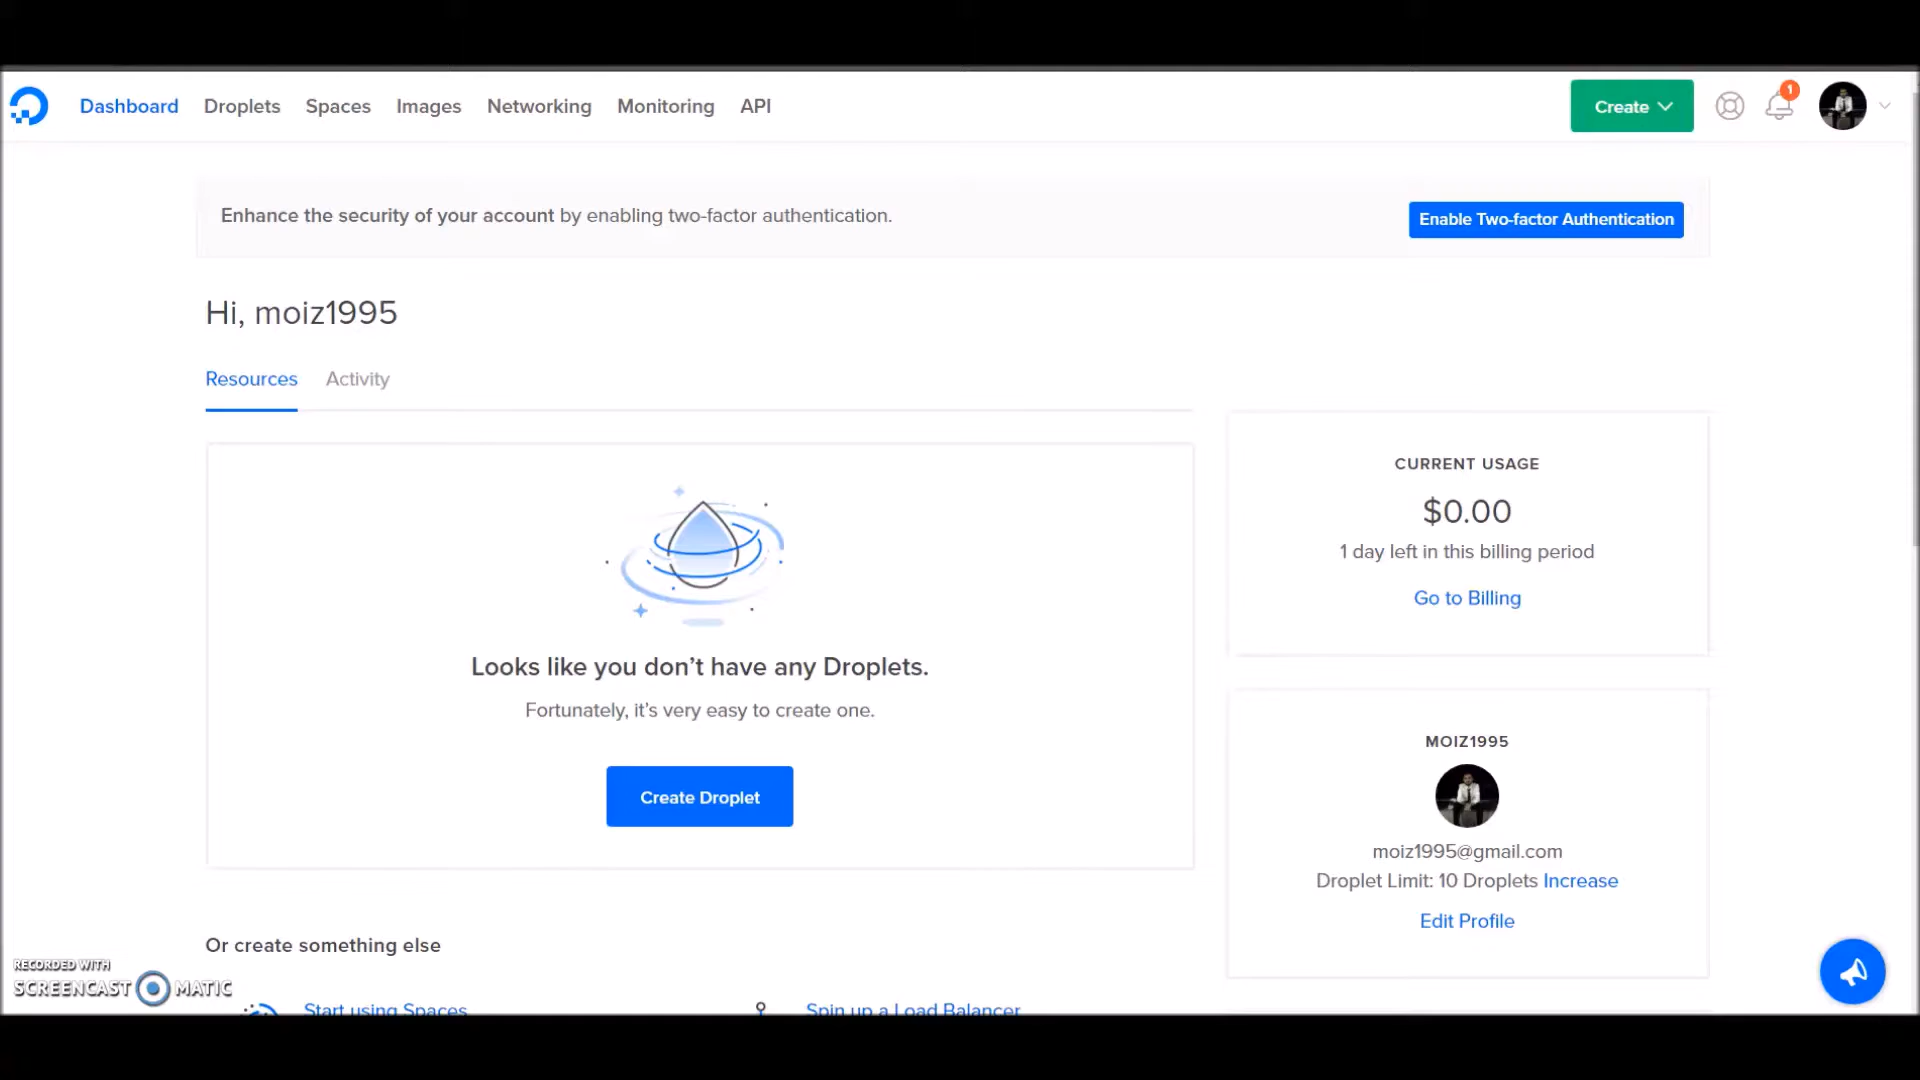 Dashboard Droplets Spaces Images Networking Monitoring API Create 1
Enhance the security of your account by enabling two-factor authentication. Enable Two-factor Authentication
Hi, moiz1995
Resources Activity
CURRENT USAGE
$0.00
1 day left in this billing period
Go to Billing
Looks like you don’t have any Droplets.
Fortunately, it’s very easy to create one.
Create Droplet
MOIZ1995
moiz1995@gmail.com
Droplet Limit: 10 Droplets Increase
Edit Profile
Or create something else
Start using Spaces Spin up a Load Balancer
RECORDED WITH
SCREENCAST MATIC